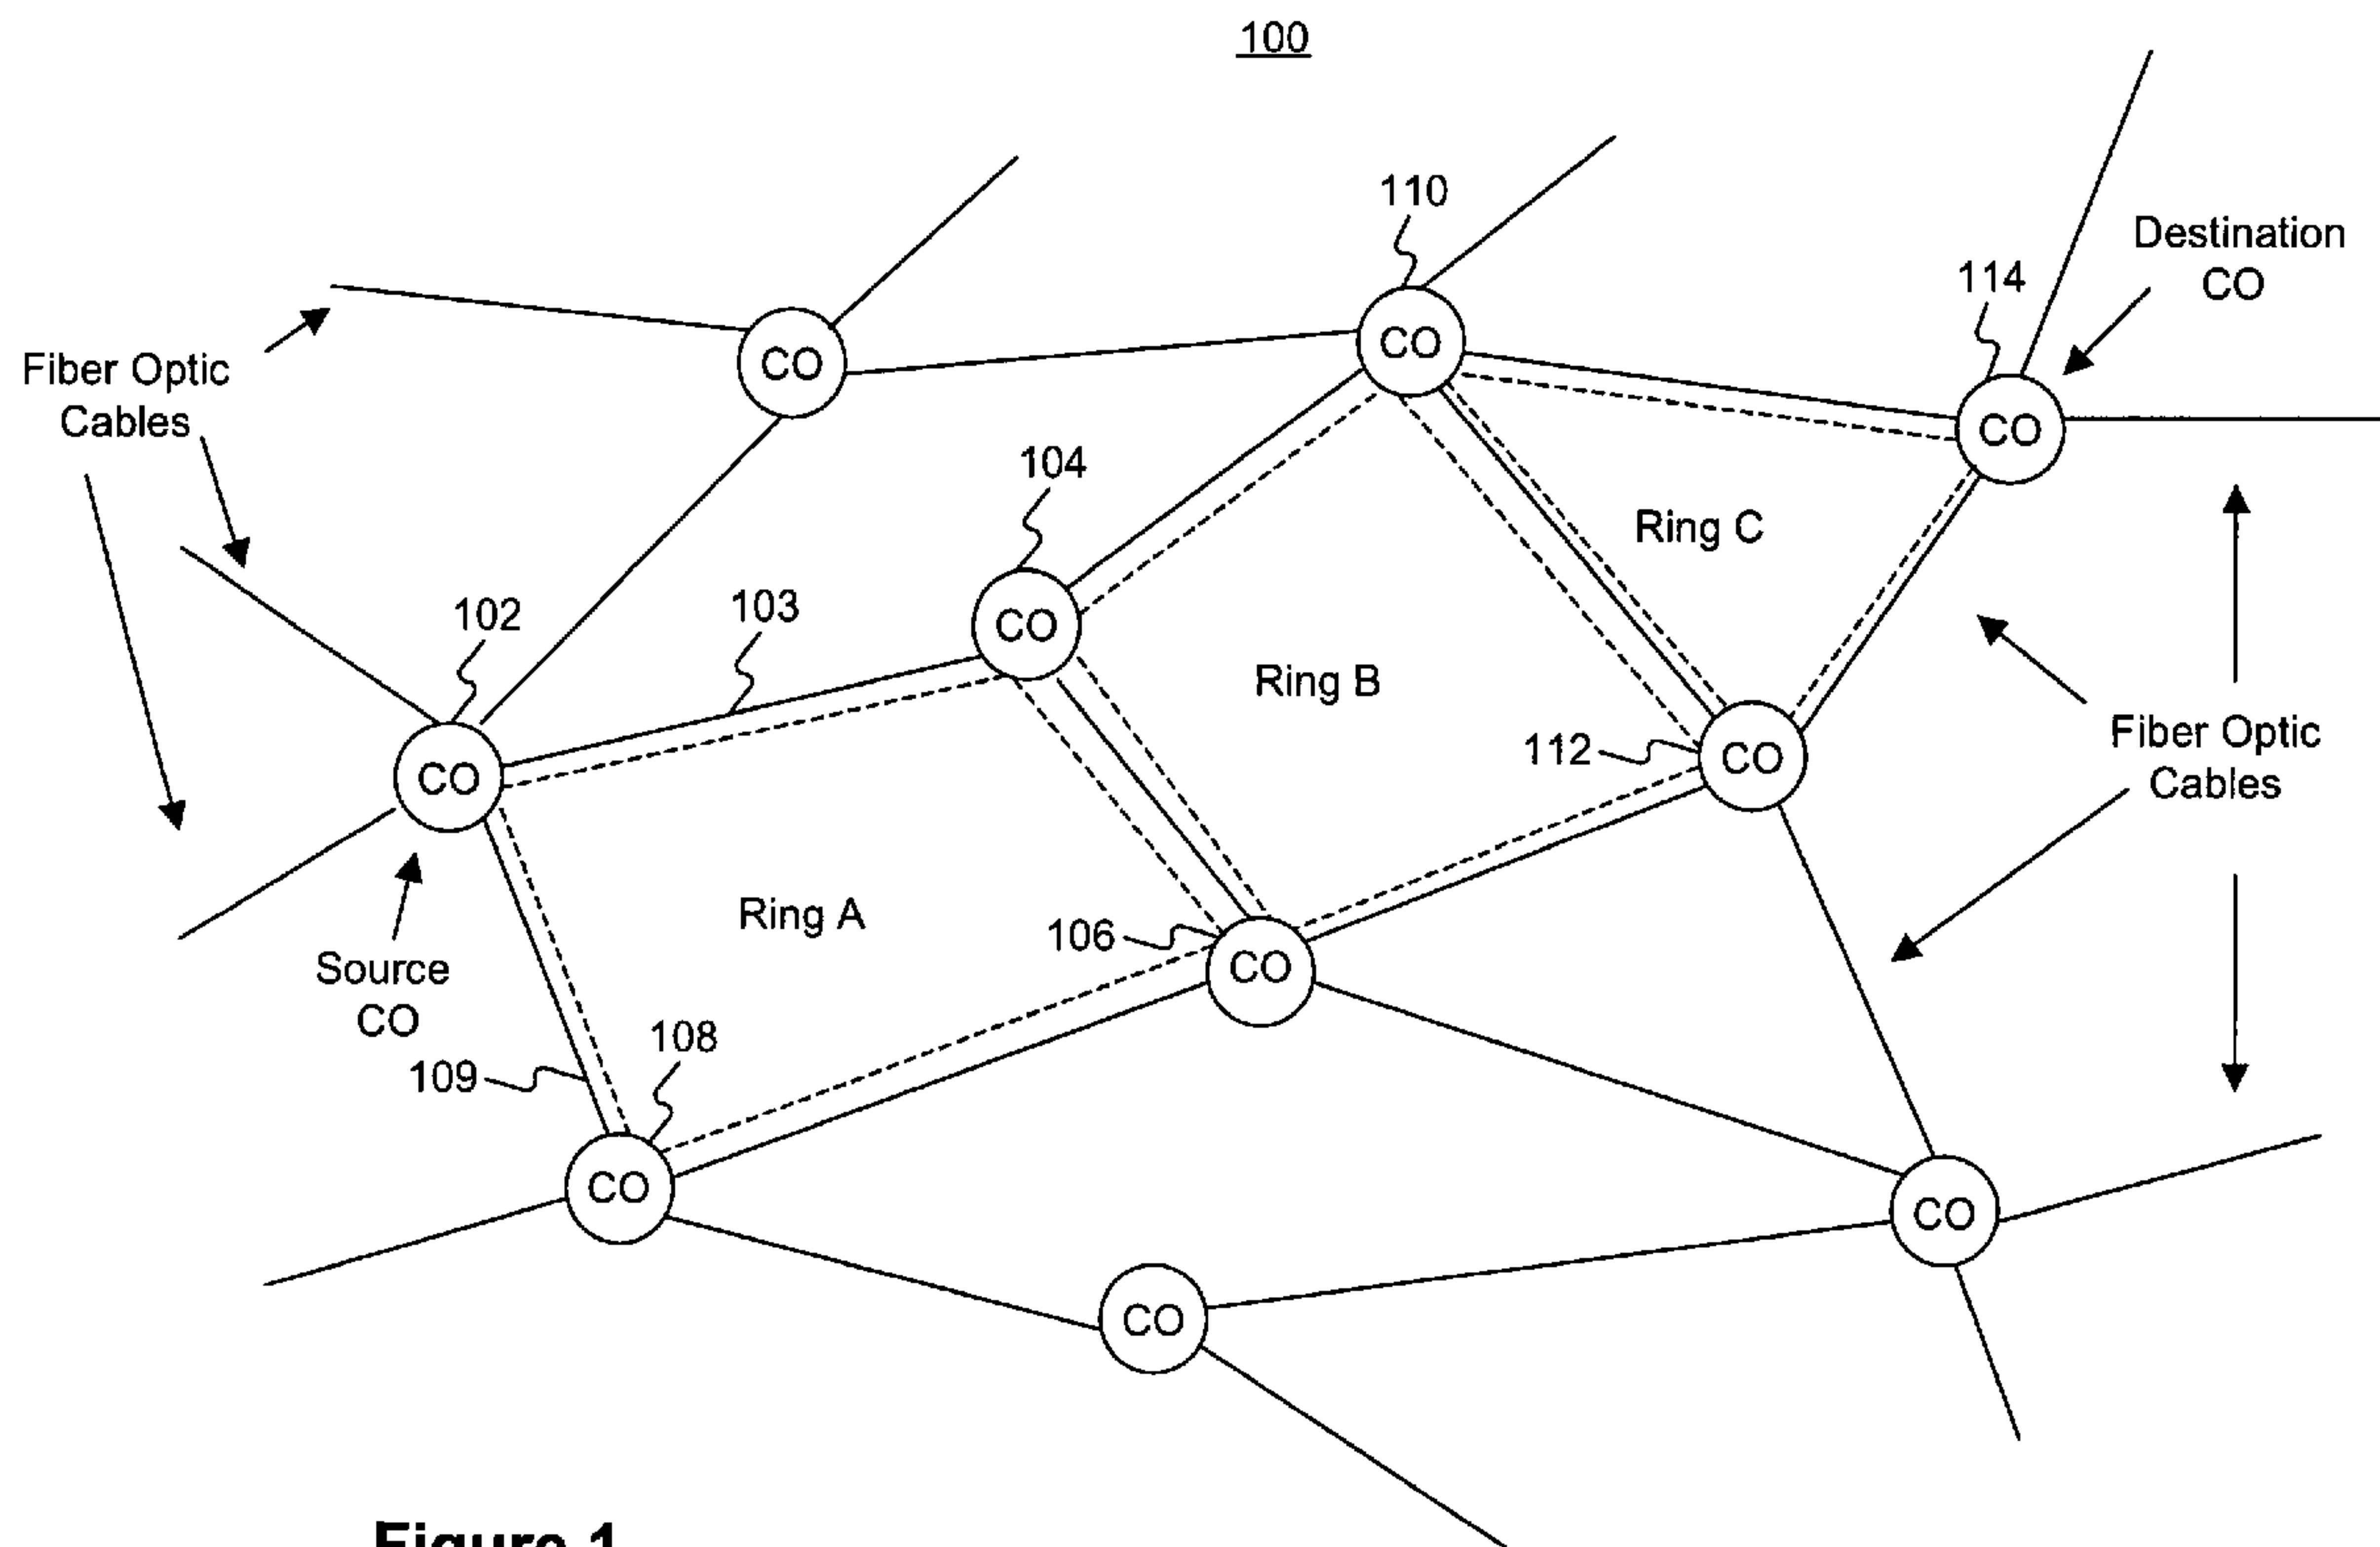 100
110
Destination
CO
114
CO
CO
Fiber Optic
Cables
CO
104
Ring C
102
103
CO
Ring B
112
CO
Fiber Optic
Cables
CO
Ring A
106
CO
Source
CO
108
109
CO
CO
CO
Figure 1